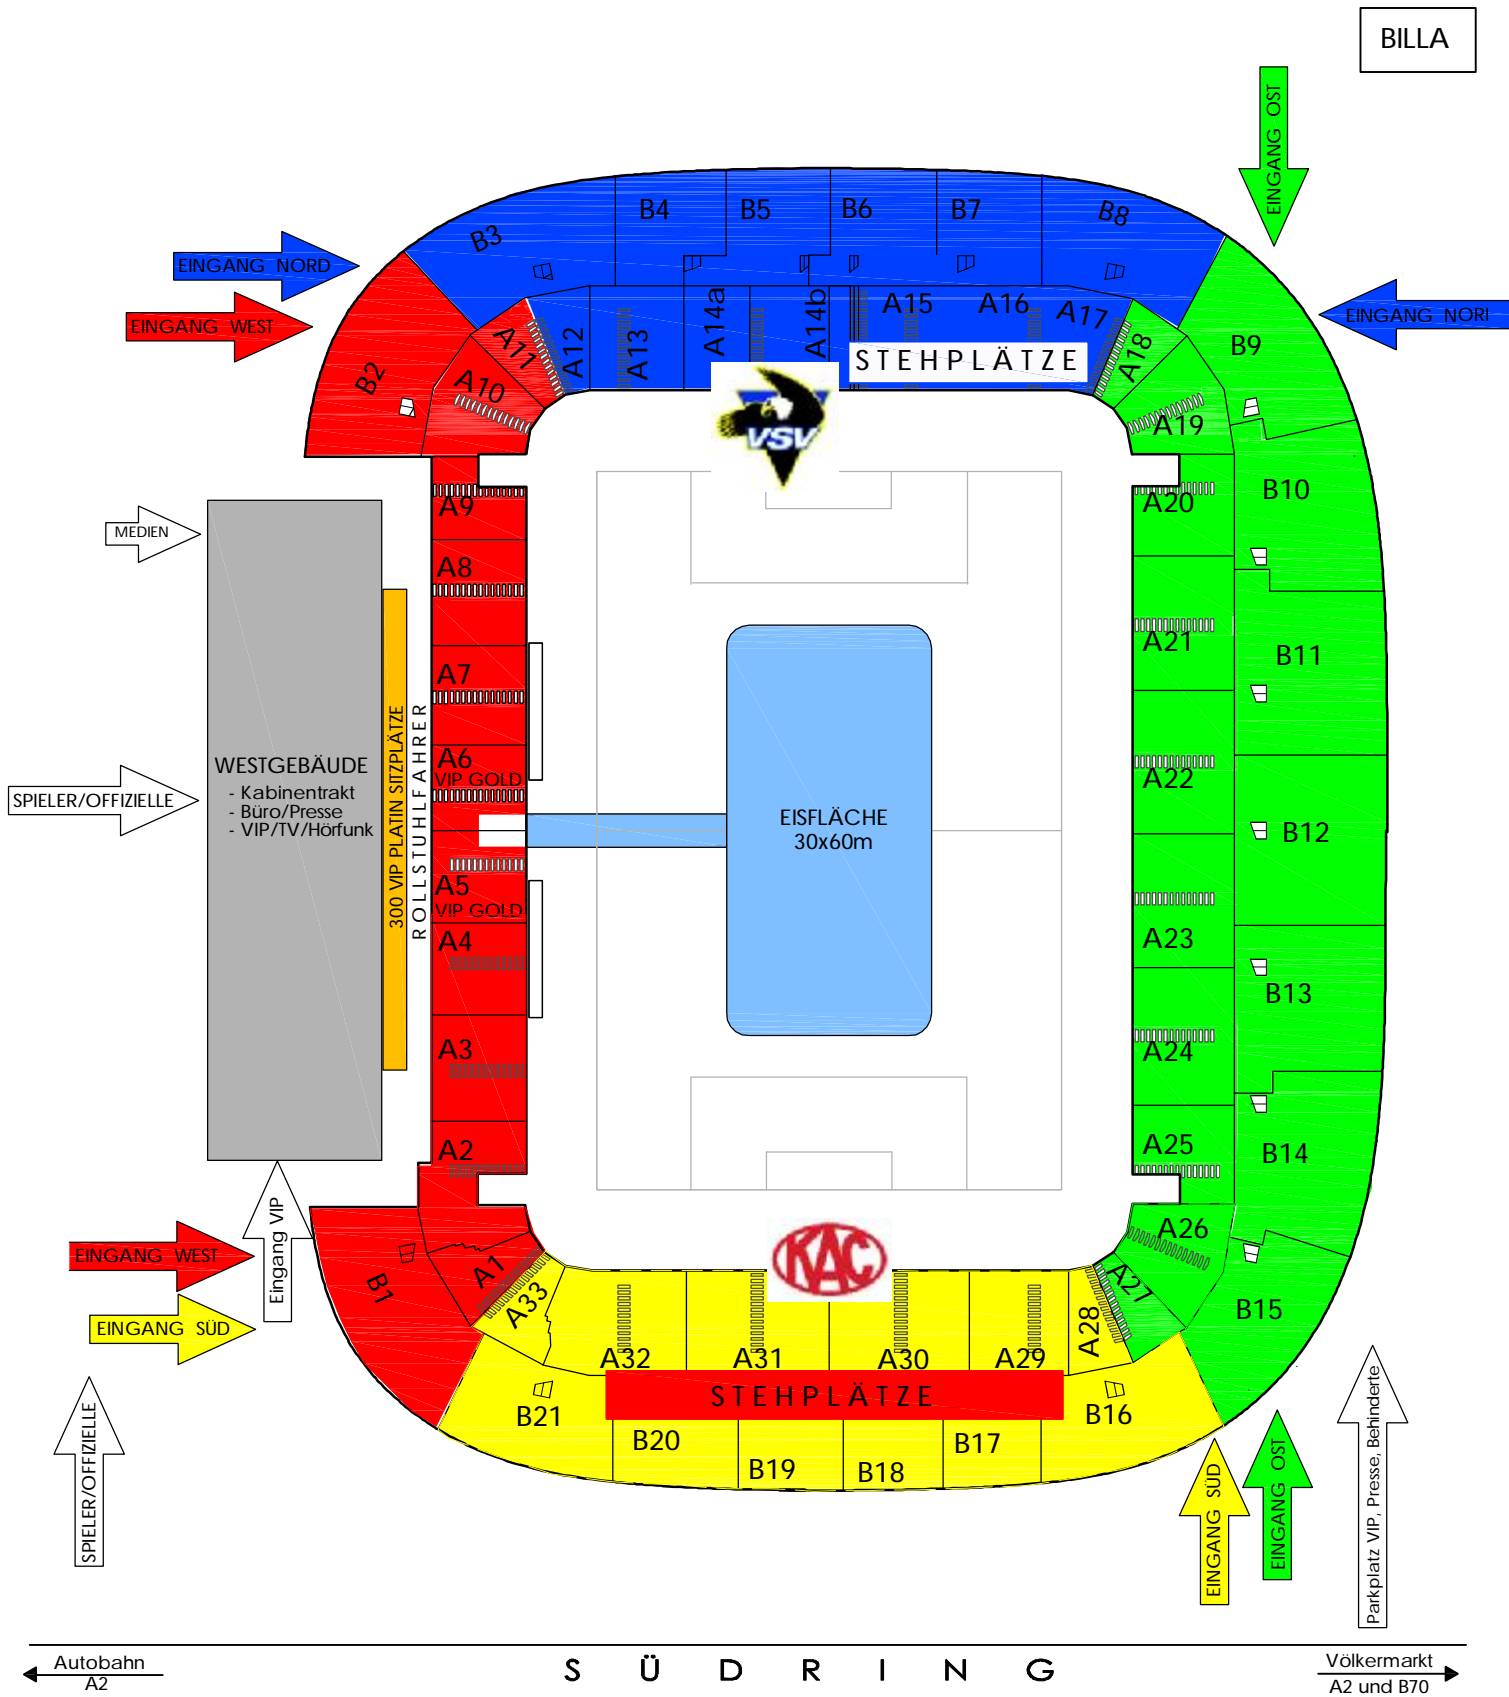 BILLA
EINGANG OST
EINGANG NORD
EINGANG WEST
EINGANG NORI
B3
B4
B5
B6
B7
B8
B2
B9
A10
A11
A12
A13
A14a
A14b
A15
A16
A17
A18
A19
STEHPLÄTZE
VSV
MEDIEN
A9
A8
A7
A6
VIP GOLD
A5
VIP GOLD
A4
A3
A2
A20
A21
A22
A23
A24
A25
B10
B11
B12
B13
B14
SPIELER/OFFIZIELLE
WESTGEBÄUDE
- Kabinentrakt
- Büro/Presse
- VIP/TV/Hörfunk
300 VIP PLATIN SITZPLÄTZE
ROLLSTUHLFAHRER
EISFLÄCHE
30x60m
KAC
EINGANG WEST
EINGANG SÜD
Eingang VIP
B1
A1
A33
A32
A31
A30
A29
A28
A27
A26
B15
STEHPLÄTZE
B21
B20
B19
B18
B17
B16
SPIELER/OFFIZIELLE
EINGANG SÜD
EINGANG OST
Parkplatz VIP, Presse, Behinderte
Autobahn
A2
SÜDRING
Völkermarkt
A2 und B70